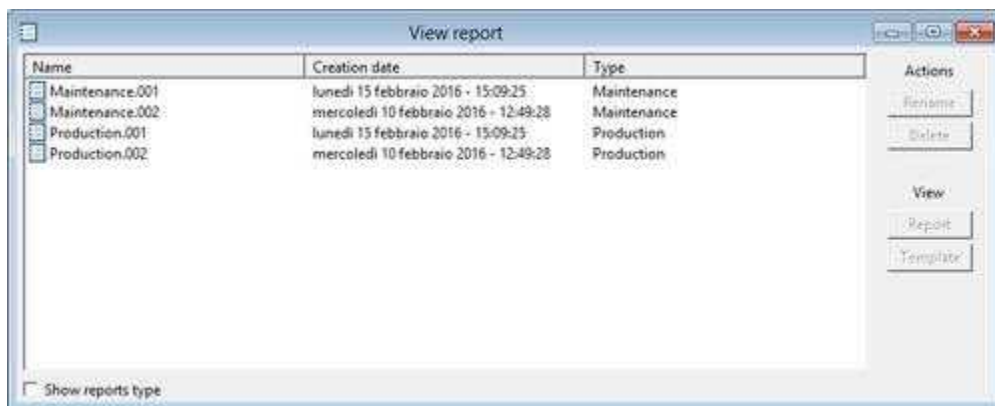 View report
Name Creation date Type
Maintenance.001 lunedì 15 febbraio 2016 - 15:09:25 Maintenance
Maintenance.002 mercoledì 10 febbraio 2016 - 12:49:28 Maintenance
Production.001 lunedì 15 febbraio 2016 - 15:09:25 Production
Production.002 mercoledì 10 febbraio 2016 - 12:49:28 Production
Actions
Rename
Delete
View
Report
Template
Show reports type